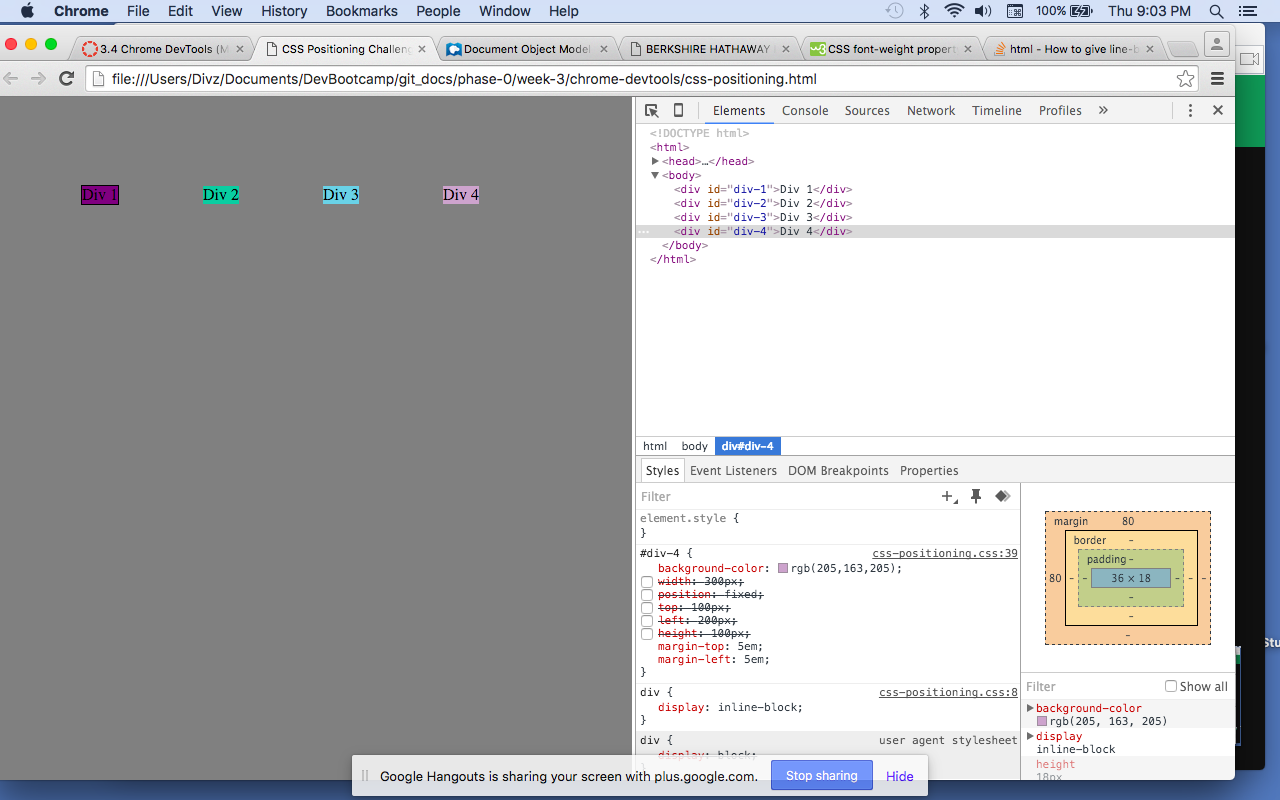 Chrome File Edit View History Bookmarks People Window Help 100% Thu 9:03 PM
3.4 Chrome DevTools (M × CSS Positioning Challeng × Document Object Model × BERKSHIRE HATHAWAY × CSS font-weight propert × html - How to give line-b ×
file:///Users/Divz/Documents/DevBootcamp/git_docs/phase-0/week-3/chrome-devtools/css-positioning.html
Elements Console Sources Network Timeline Profiles »
<!DOCTYPE html>
<html>
<head>…</head>
<body>
<div id="div-1">Div 1</div>
<div id="div-2">Div 2</div>
<div id="div-3">Div 3</div>
<div id="div-4">Div 4</div>
</body>
</html>
Div 1 Div 2 Div 3 Div 4
html body div#div-4
Styles Event Listeners DOM Breakpoints Properties
Filter
element.style {
}
#div-4 { css-positioning.css:39
background-color: rgb(205,163,205);
width: 300px;
position: fixed;
top: 100px;
left: 200px;
height: 100px;
margin-top: 5em;
margin-left: 5em;
}
div { css-positioning.css:8
display: inline-block;
}
div { user agent stylesheet
display: block;
margin 80
border -
padding -
80 - - 36 × 18 - - -
-
-
-
Filter Show all
background-color
rgb(205, 163, 205)
display
inline-block
height
18px
Stu
Google Hangouts is sharing your screen with plus.google.com. Stop sharing Hide